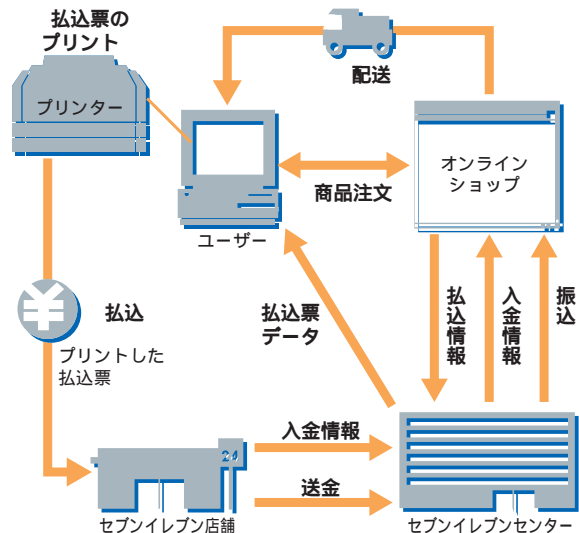 払込票の
プリント
プリンター
配送
オンライン
ショップ
商品注文
ユーザー
払込
プリントした
払込票
払込票
データ
払込情報
入金情報
振込
入金情報
送金
24
セブンイレブン店舗
セブンイレブンセンター